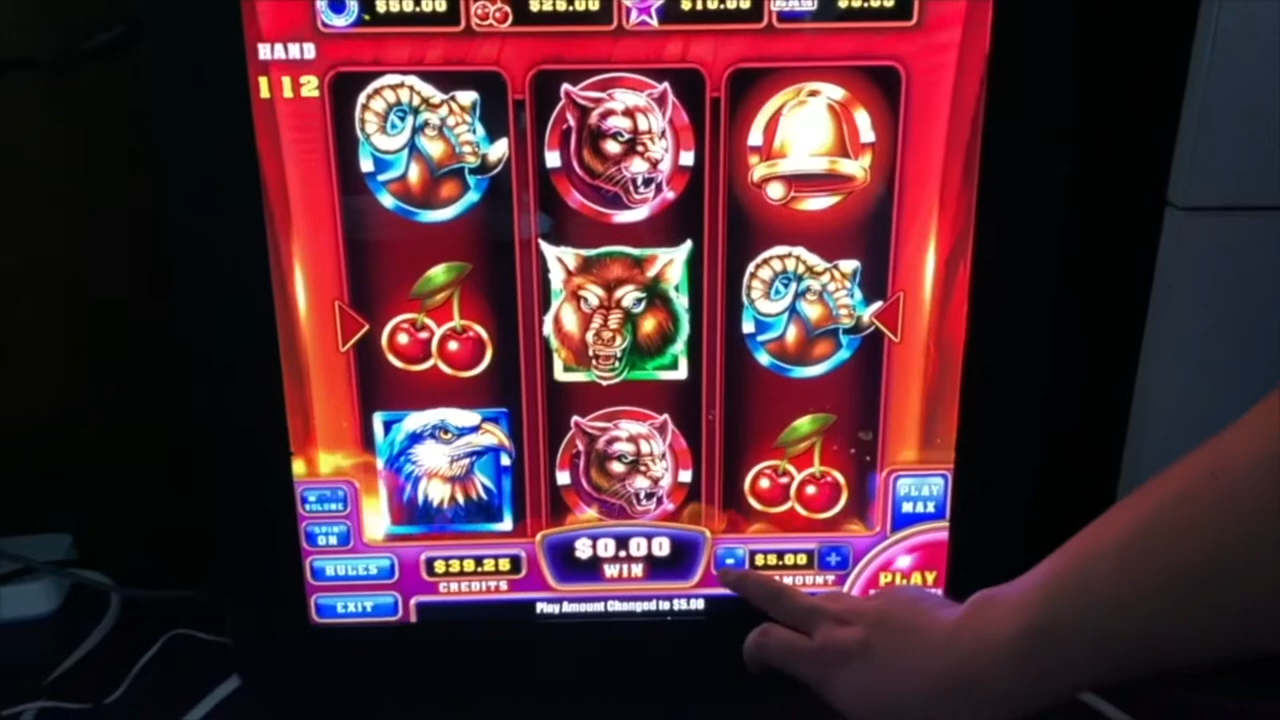 $50.00
$25.00
$10.00
HAND
112
PLAY
MAX
VOLUME
SPIN
ON
RULES
EXIT
$39.25
CREDITS
$0.00
WIN
-
$5.00
+
AMOUNT
PLAY
Play Amount Changed to $5.00